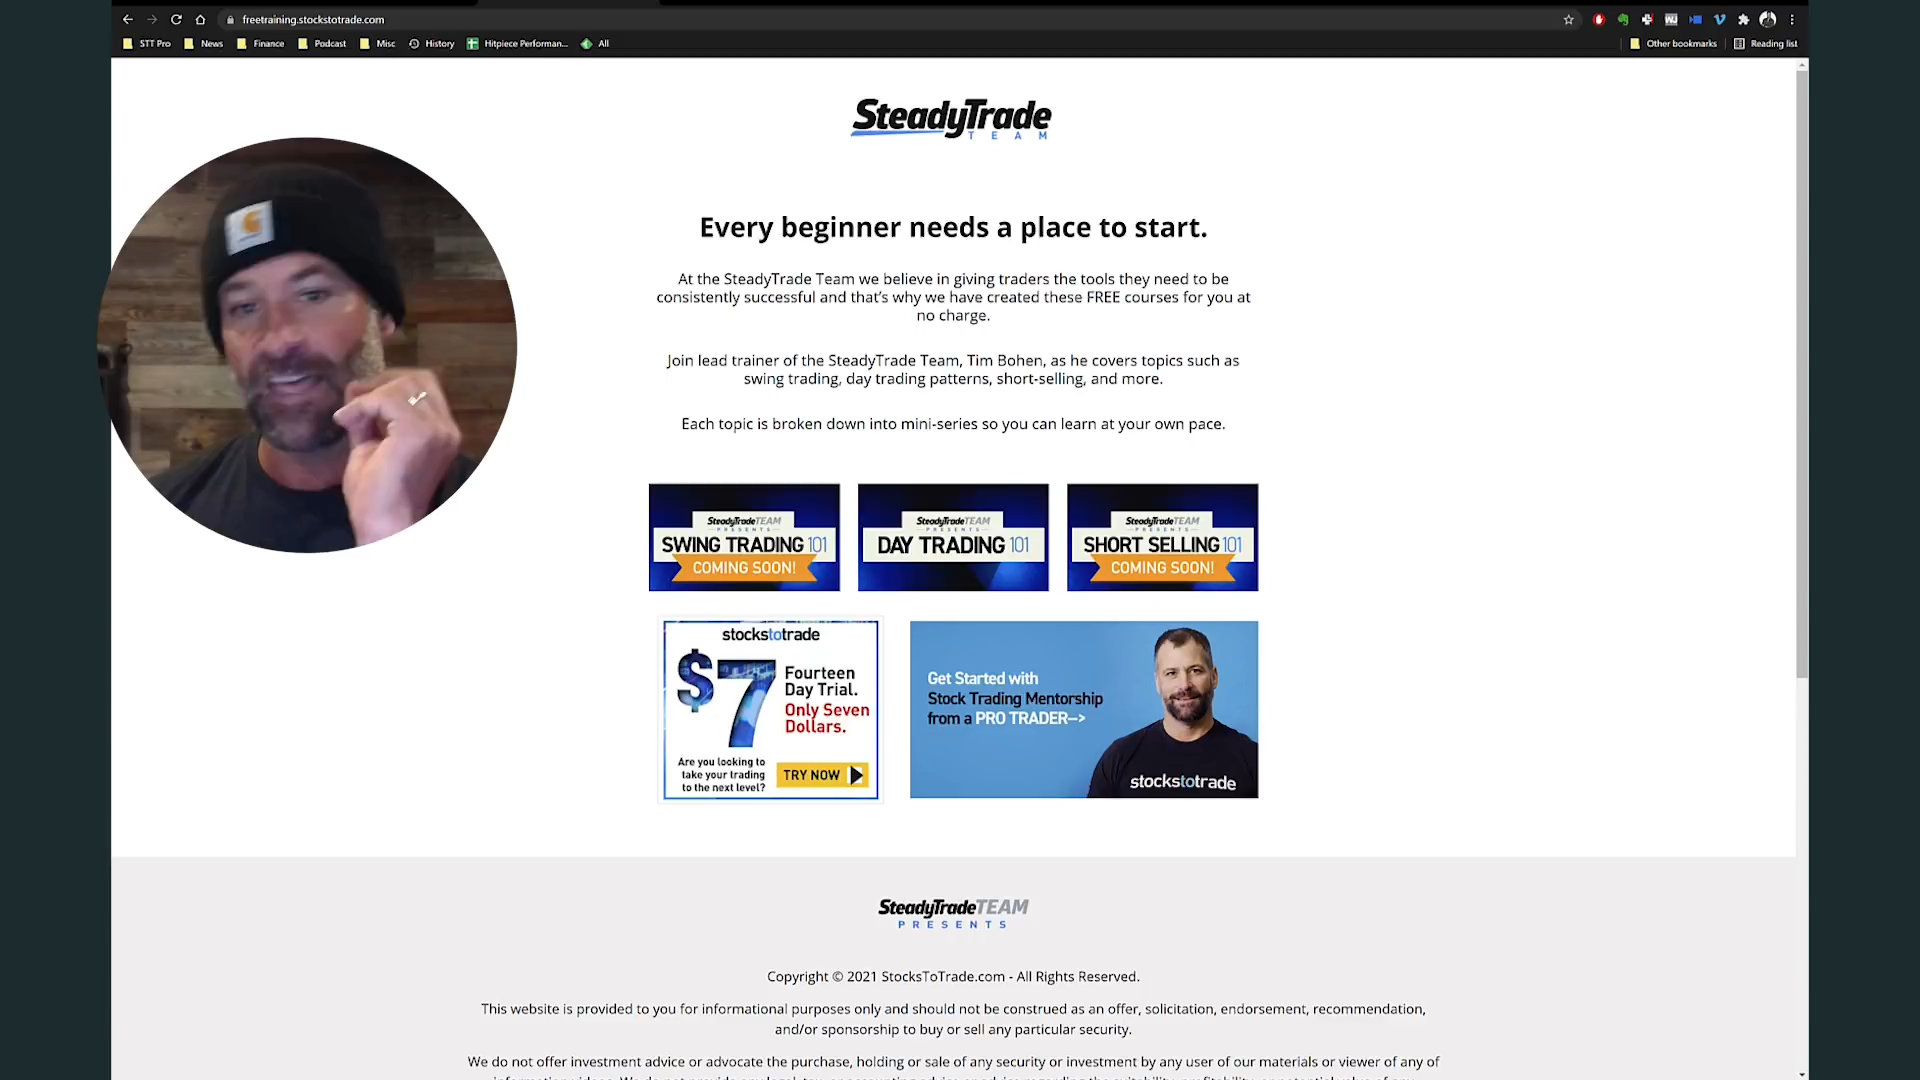 freetraining.stockstotrade.com
STT Pro
News
Finance
Podcast
Misc
History
Hitpiece Performan...
All
Other bookmarks
Reading list
SteadyTrade
TEAM
Every beginner needs a place to start.
At the SteadyTrade Team we believe in giving traders the tools they need to be
consistently successful and that's why we have created these FREE courses for you at
no charge.
Join lead trainer of the SteadyTrade Team, Tim Bohen, as he covers topics such as
swing trading, day trading patterns, short-selling, and more.
Each topic is broken down into mini-series so you can learn at your own pace.
SteadyTradeTEAM
PRESENTS
SWING TRADING 101
COMING SOON!
SteadyTradeTEAM
PRESENTS
DAY TRADING 101
SteadyTradeTEAM
PRESENTS
SHORT SELLING 101
COMING SOON!
stockstotrade
$7
Fourteen
Day Trial.
Only Seven
Dollars.
Are you looking to
take your trading
to the next level?
TRY NOW
Get Started with
Stock Trading Mentorship
from a PRO TRADER-->
stockstotrade
SteadyTradeTEAM
PRESENTS
Copyright © 2021 StocksToTrade.com - All Rights Reserved.
This website is provided to you for informational purposes only and should not be construed as an offer, solicitation, endorsement, recommendation,
and/or sponsorship to buy or sell any particular security.
We do not offer investment advice or advocate the purchase, holding or sale of any security or investment by any user of our materials or viewer of any of